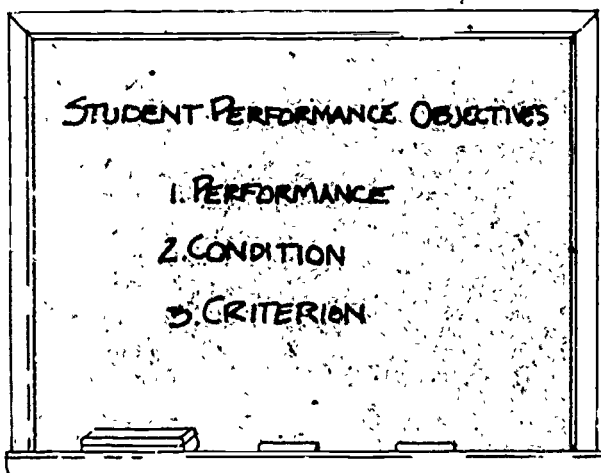 STUDENT PERFORMANCE OBJECTIVES
1. PERFORMANCE
2. CONDITION
3. CRITERION